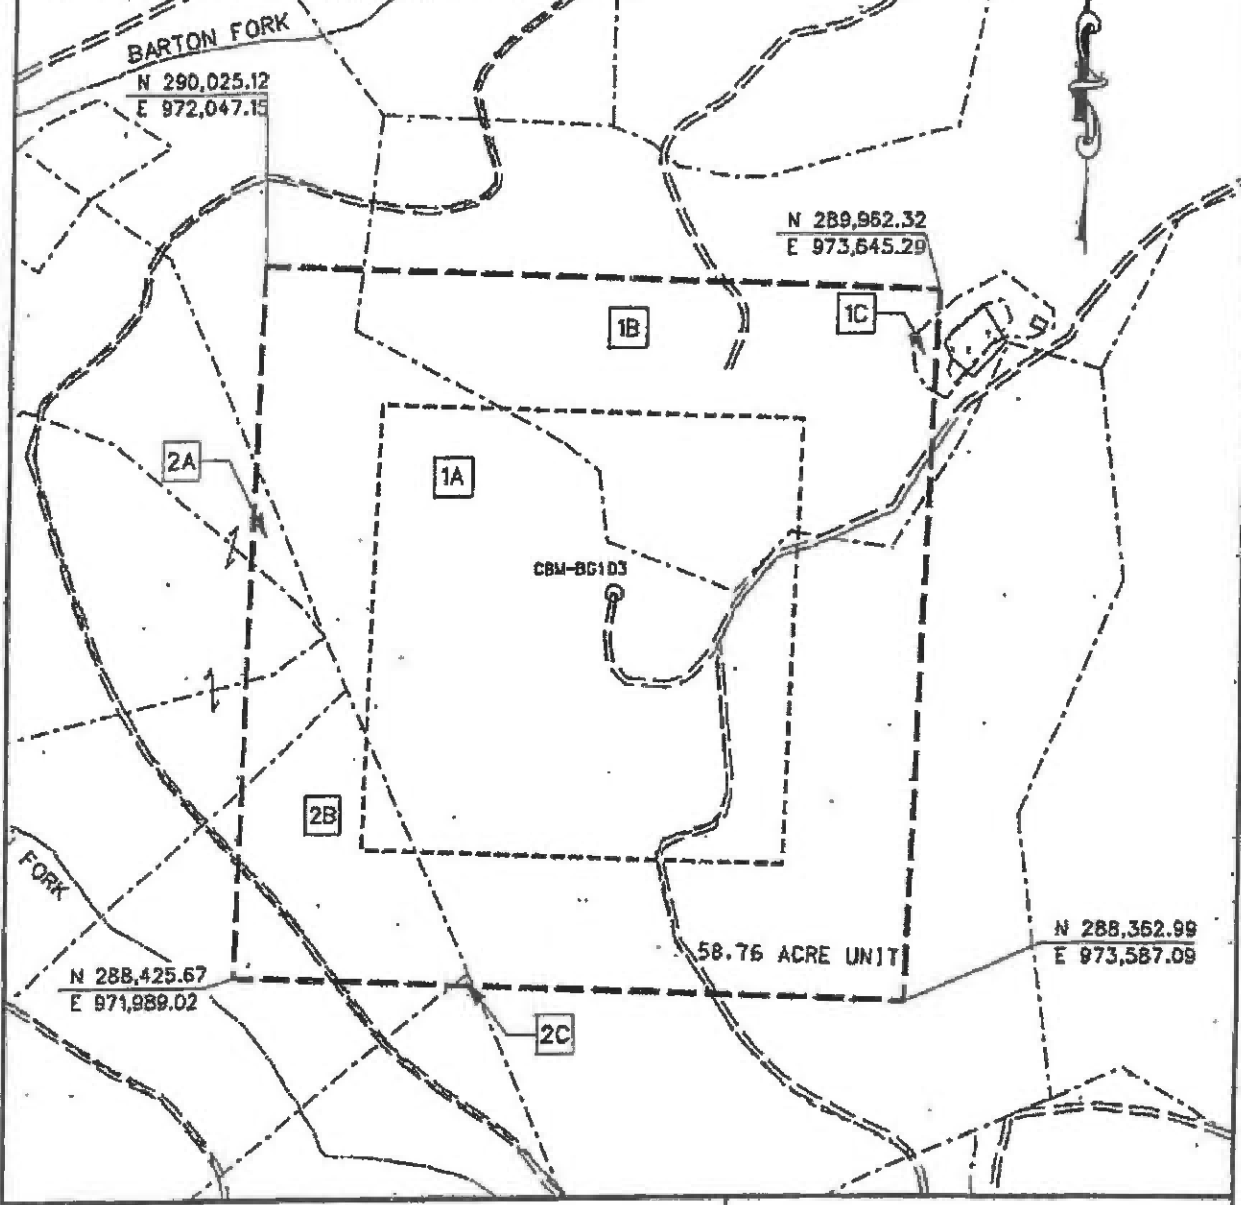 BARTON FORK
N 290,025.12
E 972,047.15
N 289,962.32
E 973,645.29
1B
1C
2A
1A
CBM-BG103
2B
FORK
58.76 ACRE UNIT
N 288,362.99
E 973,587.09
N 288,425.67
E 971,989.02
2C